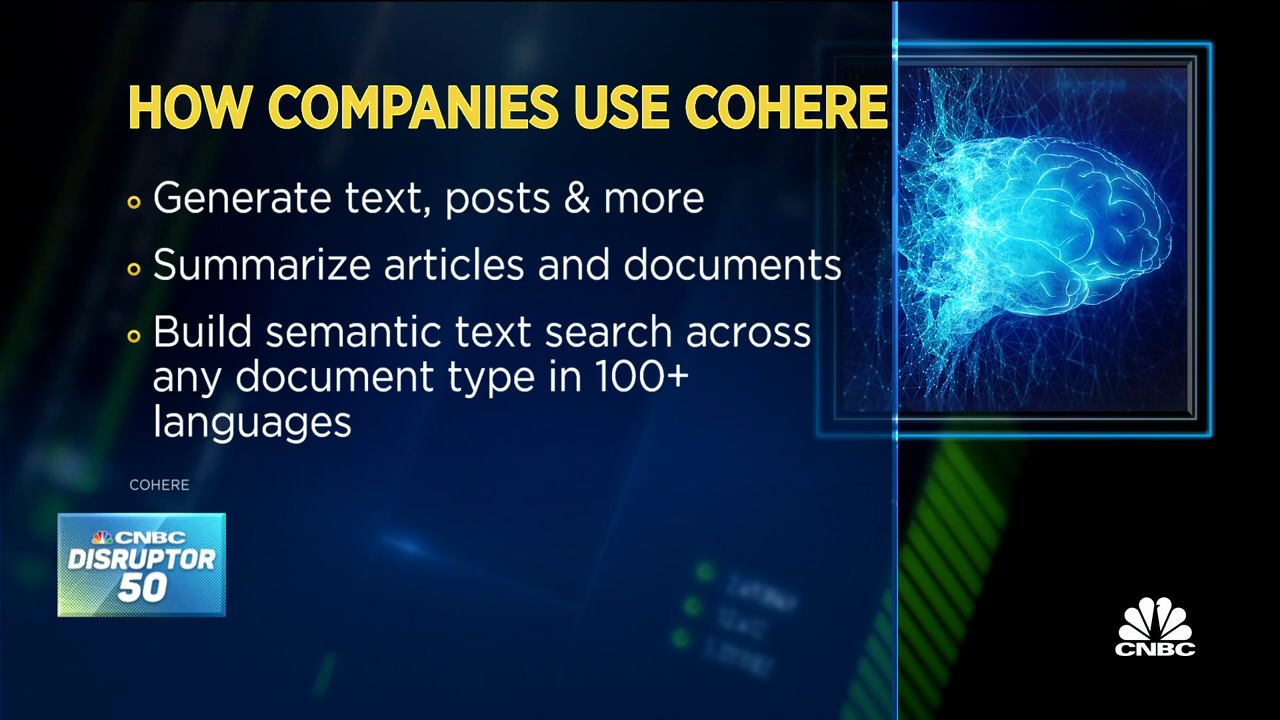 HOW COMPANIES USE COHERE
Generate text, posts & more
Summarize articles and documents
Build semantic text search across
any document type in 100+
languages
COHERE
CNBC
DISRUPTOR
50
CNBC